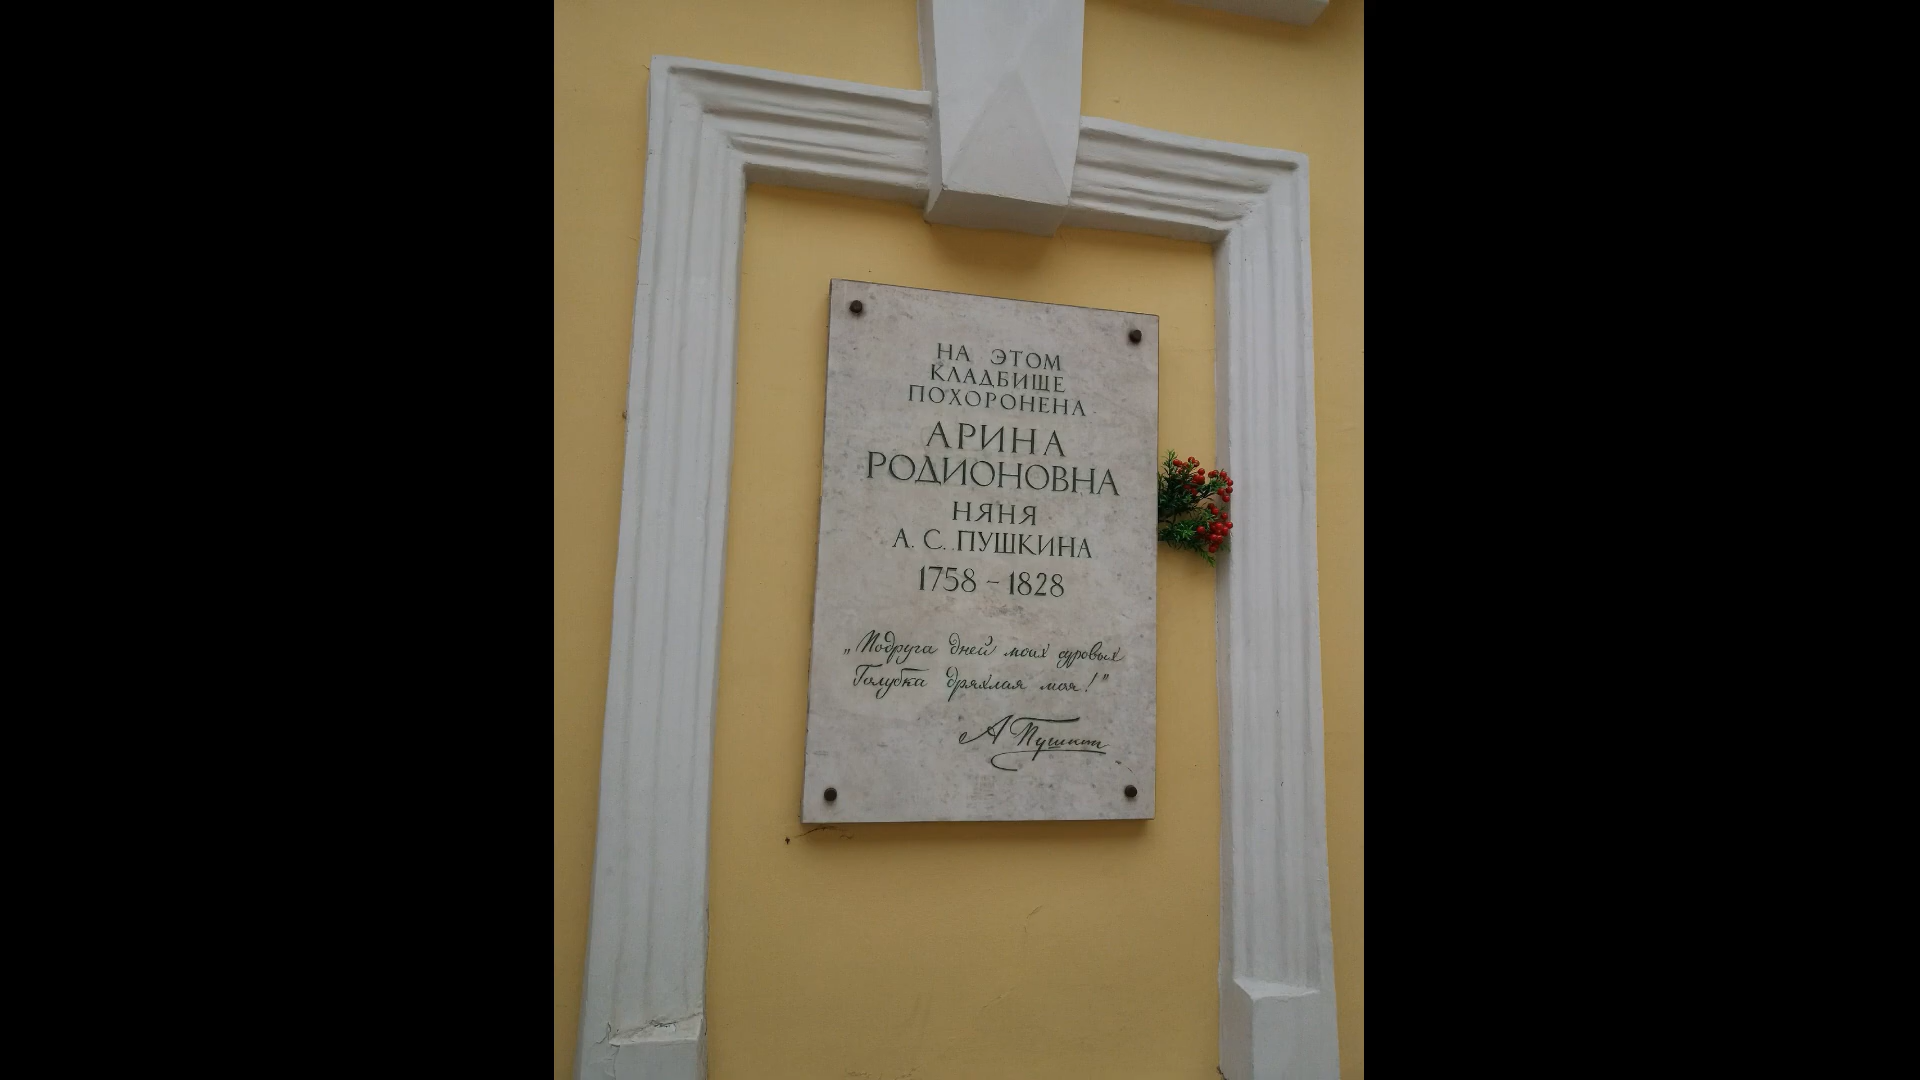 НА ЭТОМ
КЛАДБИЩЕ
ПОХОРОНЕНА
АРИНА
РОДИОНОВНА
НЯНЯ
А. С. ПУШКИНА
1758 – 1828
„Подруга дней моих суровых
Голубка дряхлая моя!”
А Пушкин